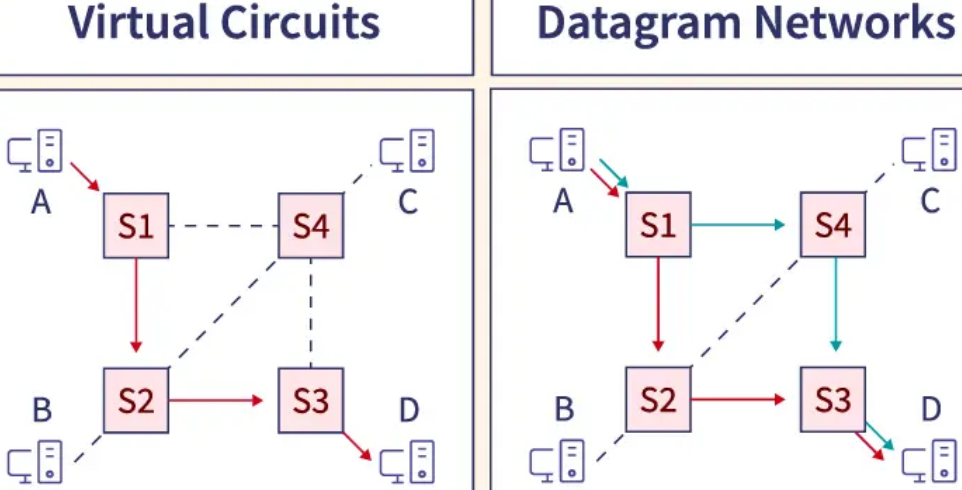 Virtual Circuits
A
C
S1
S4
B
S2
S3
D
Datagram Networks
A
C
S1
S4
B
S2
S3
D